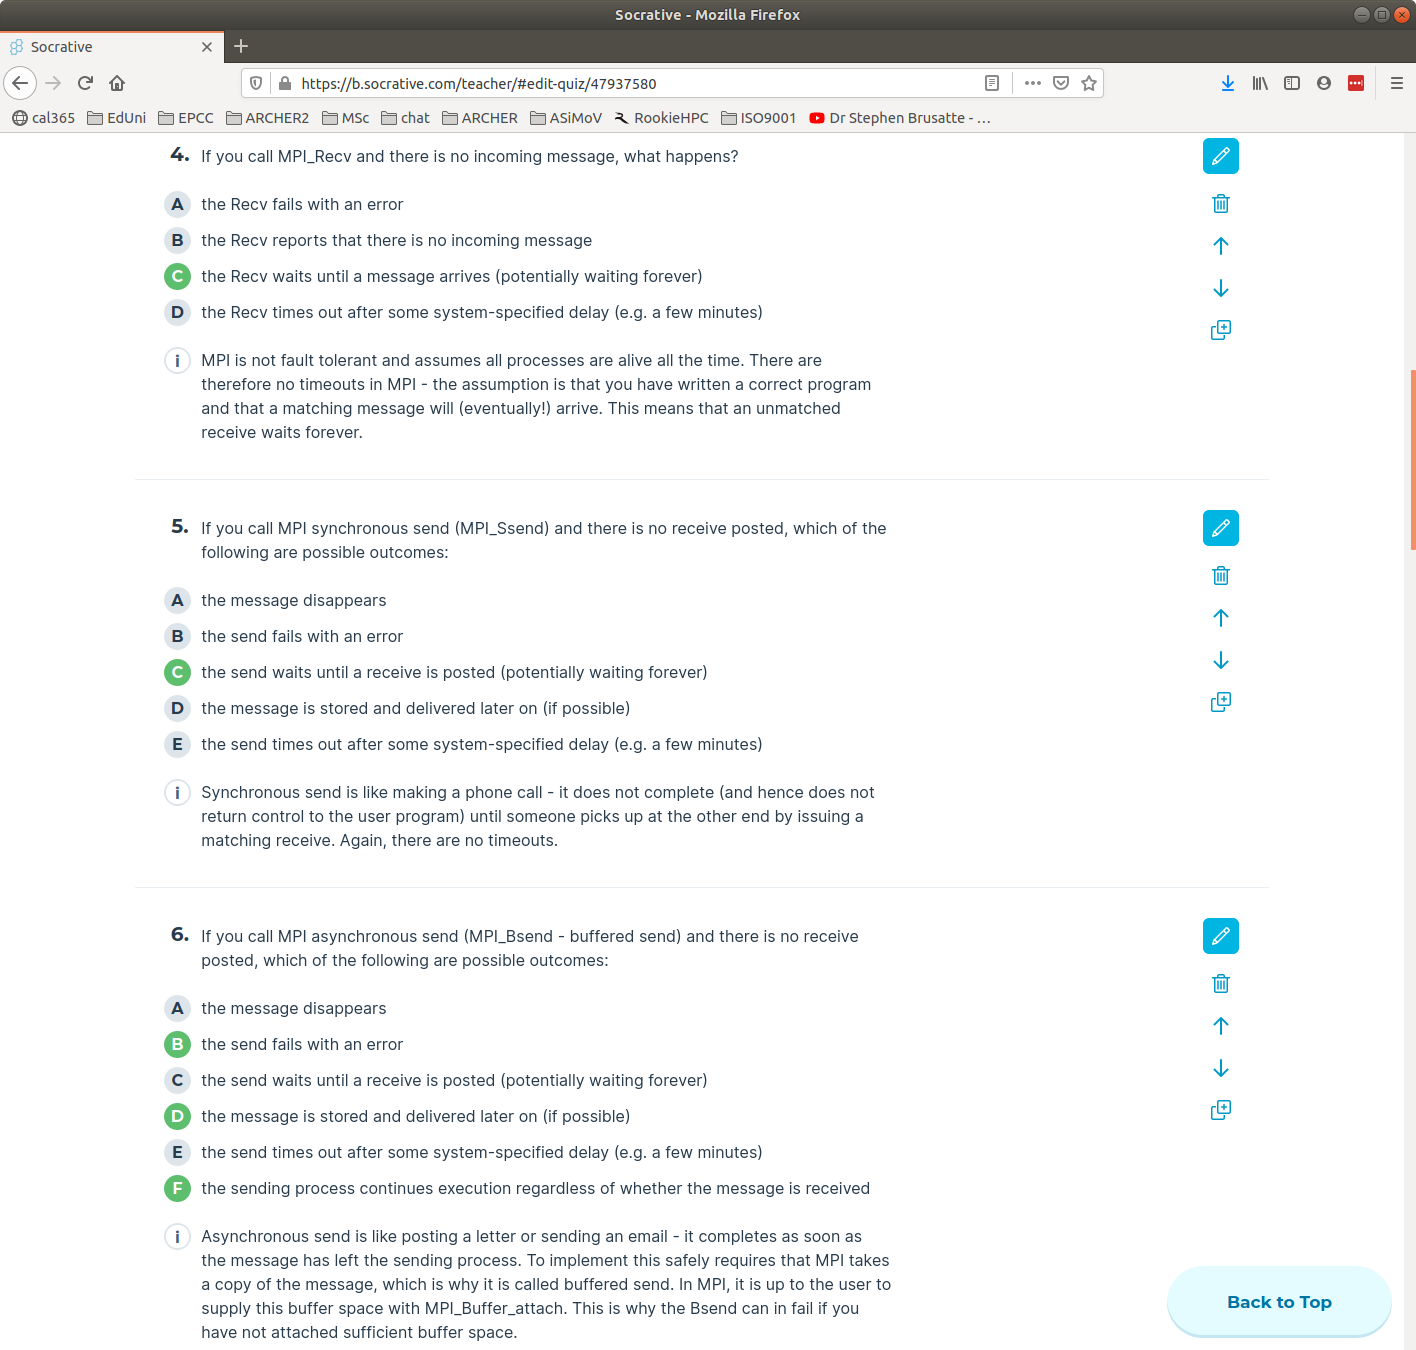 Socrative - Mozilla Firefox
Socrative
https://b.socrative.com/teacher/#edit-quiz/47937580
cal365 EdUni EPCC ARCHER2 MSc chat ARCHER ASiMoV RookieHPC ISO9001 Dr Stephen Brusatte - ...
4. If you call MPI_Recv and there is no incoming message, what happens?
A the Recv fails with an error
B the Recv reports that there is no incoming message
C the Recv waits until a message arrives (potentially waiting forever)
D the Recv times out after some system-specified delay (e.g. a few minutes)
i MPI is not fault tolerant and assumes all processes are alive all the time. There are
therefore no timeouts in MPI - the assumption is that you have written a correct program
and that a matching message will (eventually!) arrive. This means that an unmatched
receive waits forever.
5. If you call MPI synchronous send (MPI_Ssend) and there is no receive posted, which of the
following are possible outcomes:
A the message disappears
B the send fails with an error
C the send waits until a receive is posted (potentially waiting forever)
D the message is stored and delivered later on (if possible)
E the send times out after some system-specified delay (e.g. a few minutes)
i Synchronous send is like making a phone call - it does not complete (and hence does not
return control to the user program) until someone picks up at the other end by issuing a
matching receive. Again, there are no timeouts.
6. If you call MPI asynchronous send (MPI_Bsend - buffered send) and there is no receive
posted, which of the following are possible outcomes:
A the message disappears
B the send fails with an error
C the send waits until a receive is posted (potentially waiting forever)
D the message is stored and delivered later on (if possible)
E the send times out after some system-specified delay (e.g. a few minutes)
F the sending process continues execution regardless of whether the message is received
i Asynchronous send is like posting a letter or sending an email - it completes as soon as
the message has left the sending process. To implement this safely requires that MPI takes
a copy of the message, which is why it is called buffered send. In MPI, it is up to the user to
supply this buffer space with MPI_Buffer_attach. This is why the Bsend can in fail if you
have not attached sufficient buffer space.
Back to Top